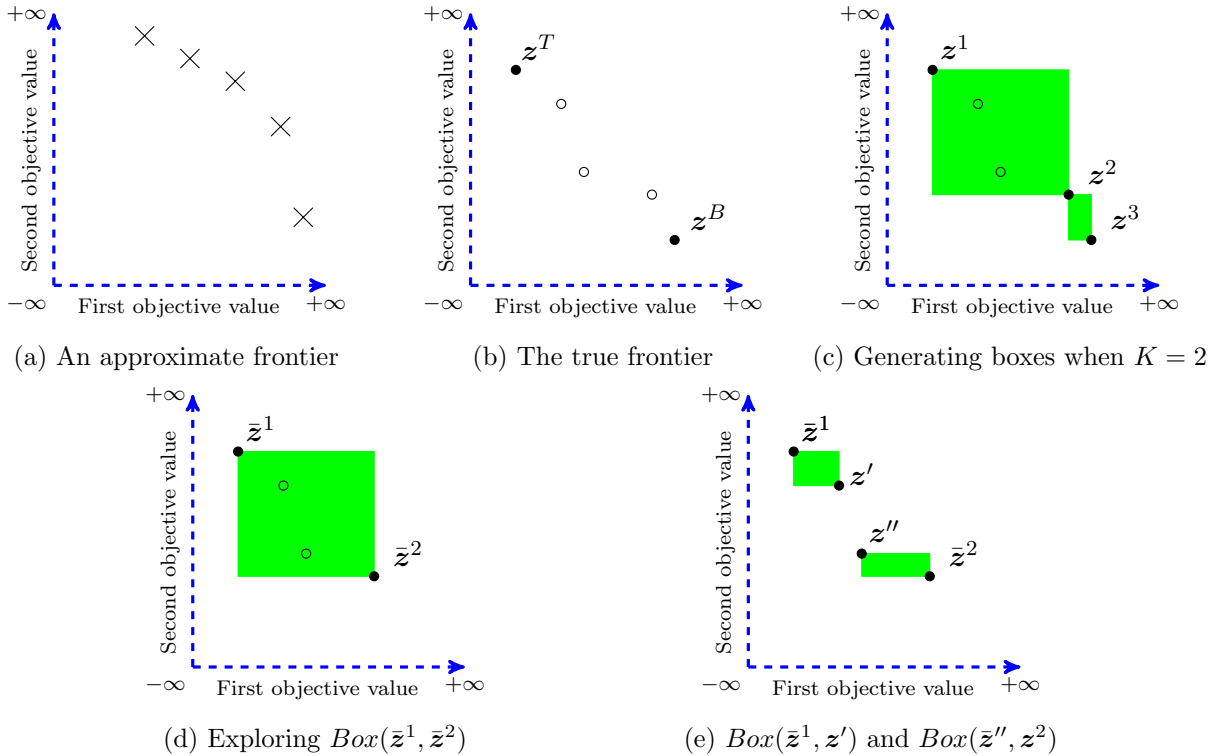 +∞
Second objective value
−∞
First objective value
+∞
(a) An approximate frontier
+∞
z^T
z^B
Second objective value
−∞
First objective value
+∞
(b) The true frontier
+∞
z^1
z^2
z^3
Second objective value
−∞
First objective value
+∞
(c) Generating boxes when K = 2
+∞
z̄^1
z̄^2
Second objective value
−∞
First objective value
+∞
(d) Exploring Box(z̄^1, z̄^2)
+∞
z̄^1
z′
z′′
z̄^2
Second objective value
−∞
First objective value
+∞
(e) Box(z̄^1, z′) and Box(z̄′′, z^2)